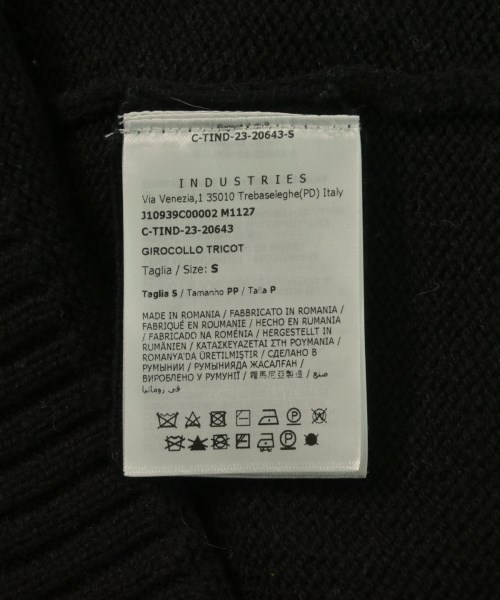 C-TIND-23-20643-S
INDUSTRIES
Via Venezia,1 35010 Trebaseleghe(PD) Italy
J10939C00002 M1127
C-TIND-23-20643
GIROCOLLO TRICOT
Taglia / Size: S
Taglia S / Tamanho PP / Talla P
MADE IN ROMANIA / FABBRICATO IN ROMANIA /
FABRIQUÉ EN ROUMANIE / HECHO EN RUMANIA
/ FABRICADO NA ROMÉNIA / HERGESTELLT IN
RUMÄNIEN / ΚΑΤΑΣΚΕΥΑΖΕΤΑΙ ΣΤΗ ΡΟΥΜΑΝΙΑ /
ROMANYA'DA ÜRETİLMİŞTİR / СДЕЛАНО В
РУМЫНИИ / РУМЫНИЯДА ЖАСАЛҒАН /
ВИРОБЛЕНО У РУМУНІЇ / 羅馬尼亞製造 / صنع
في رومانيا